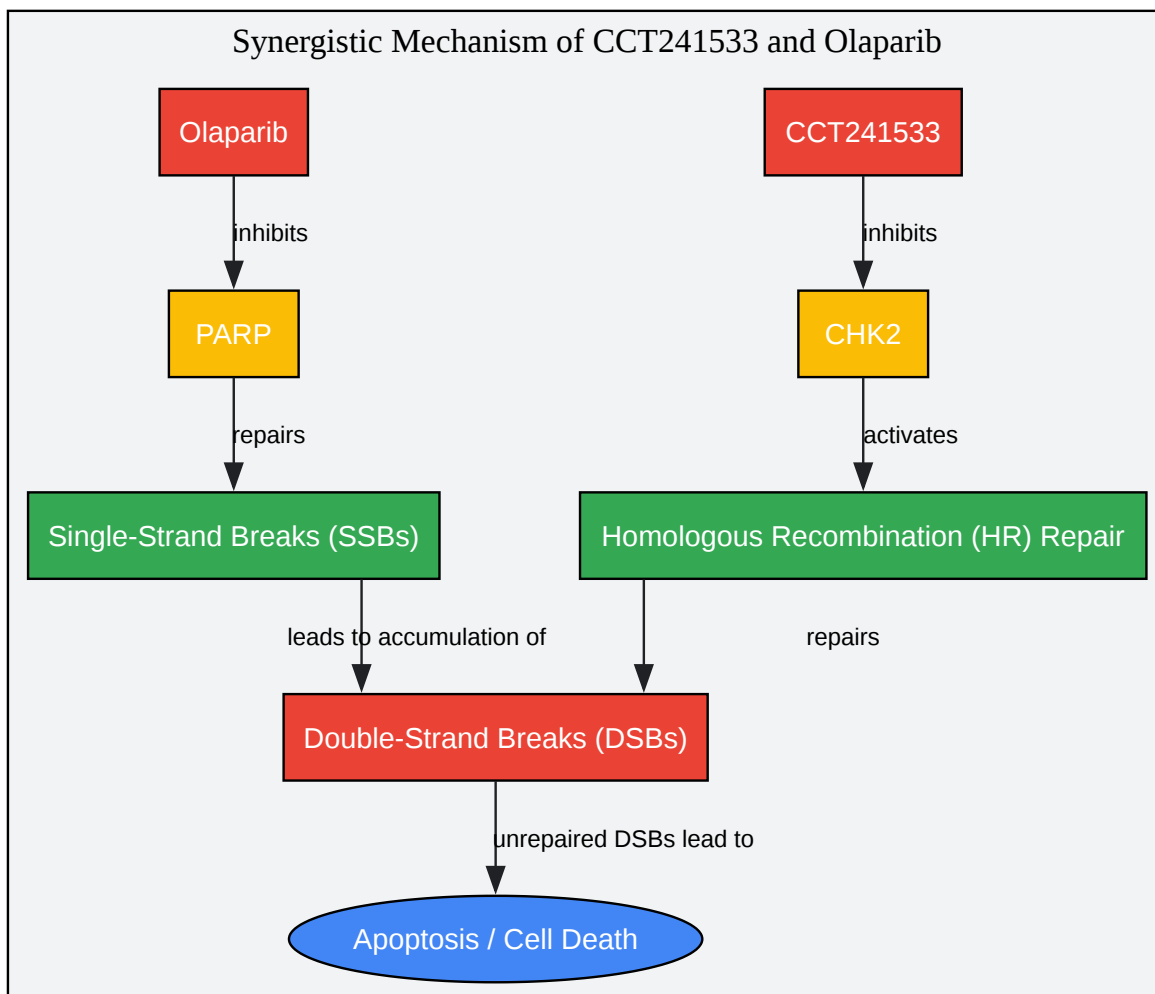 Synergistic Mechanism of CCT241533 and Olaparib
Olaparib
CCT241533
inhibits
inhibits
PARP
CHK2
repairs
activates
Single-Strand Breaks (SSBs)
Homologous Recombination (HR) Repair
leads to accumulation of
repairs
Double-Strand Breaks (DSBs)
unrepaired DSBs lead to
Apoptosis / Cell Death